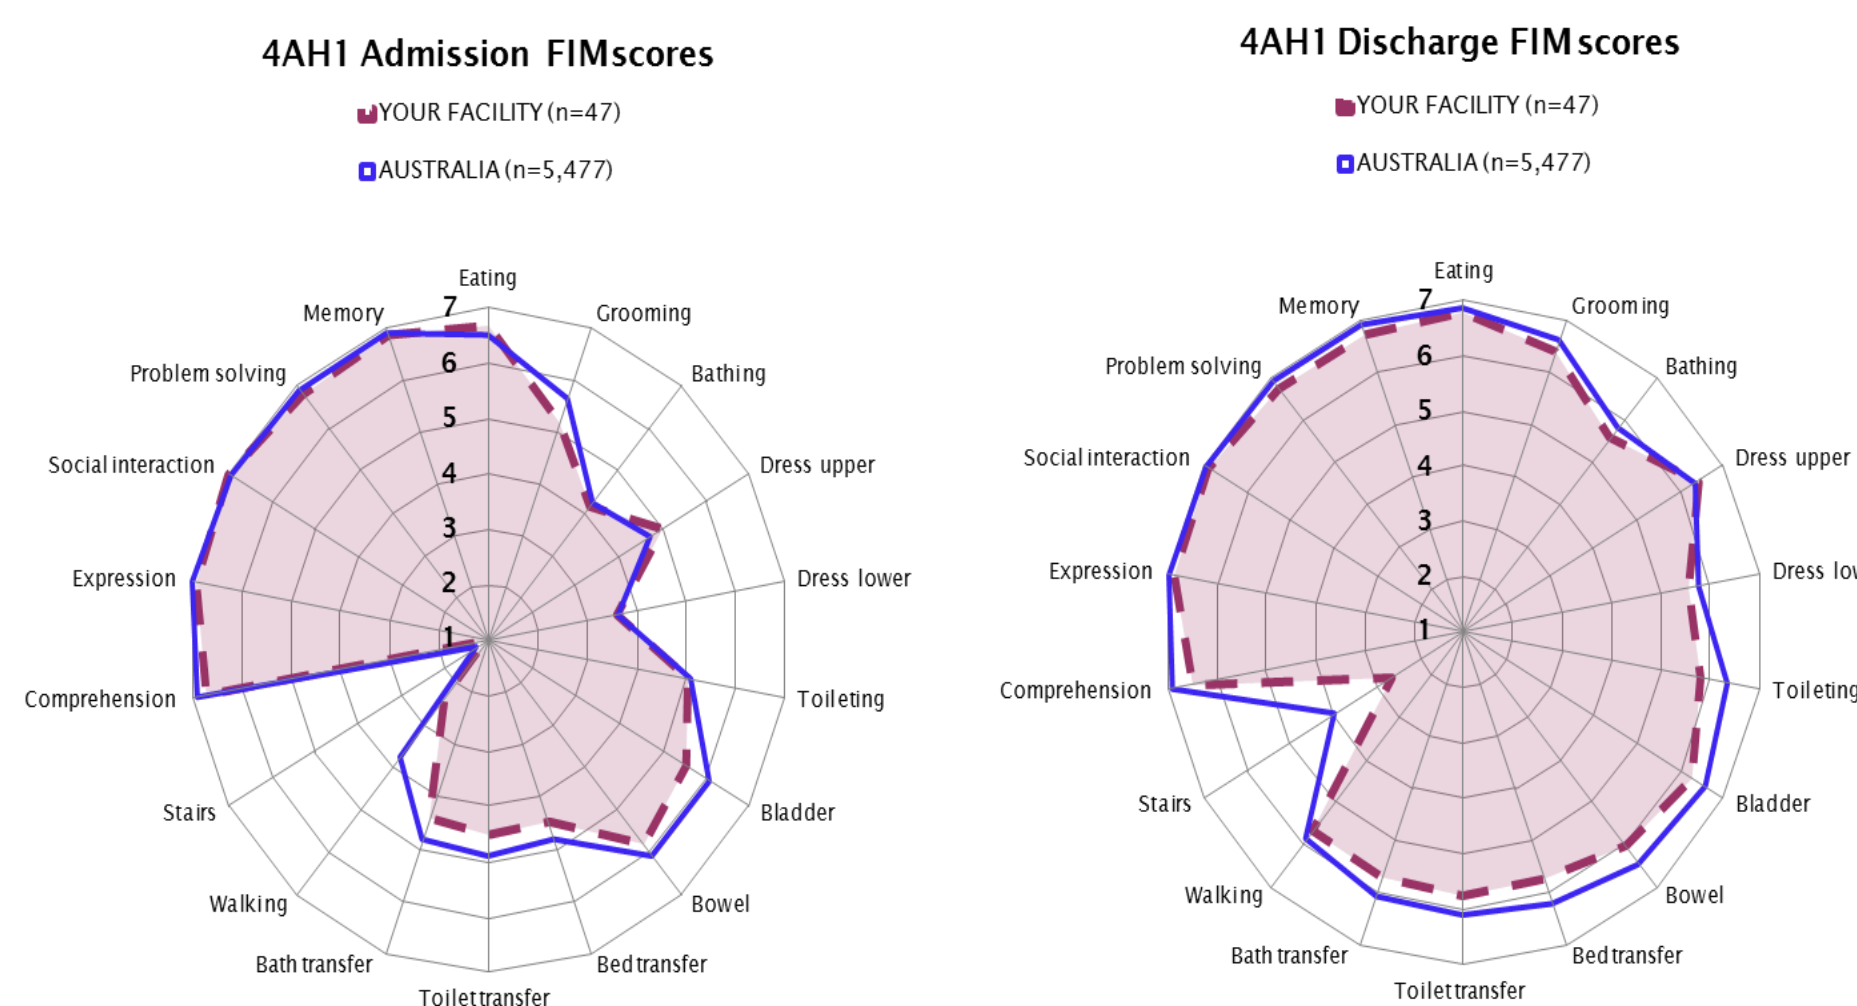 4AH1 Admission FIMscores
YOUR FACILITY (n=47)
AUSTRALIA (n=5,477)
Eating
7
Memory
Grooming
6
Problem solving
Bathing
5
Social interaction
4
Dress upper
3
Expression
2
Dress lower
1
Comprehension
Toileting
Stairs
Bladder
Walking
Bowel
Bath transfer
Bed transfer
Toilet transfer
4AH1 Discharge FIM scores
YOUR FACILITY (n=47)
AUSTRALIA (n=5,477)
Eating
7
Memory
Grooming
6
Problem solving
Bathing
5
Social interaction
4
Dress upper
3
Expression
2
Dress lov
1
Comprehension
Toileting
Stairs
Bladder
Walking
Bowel
Bath transfer
Bed transfer
Toilet transfer